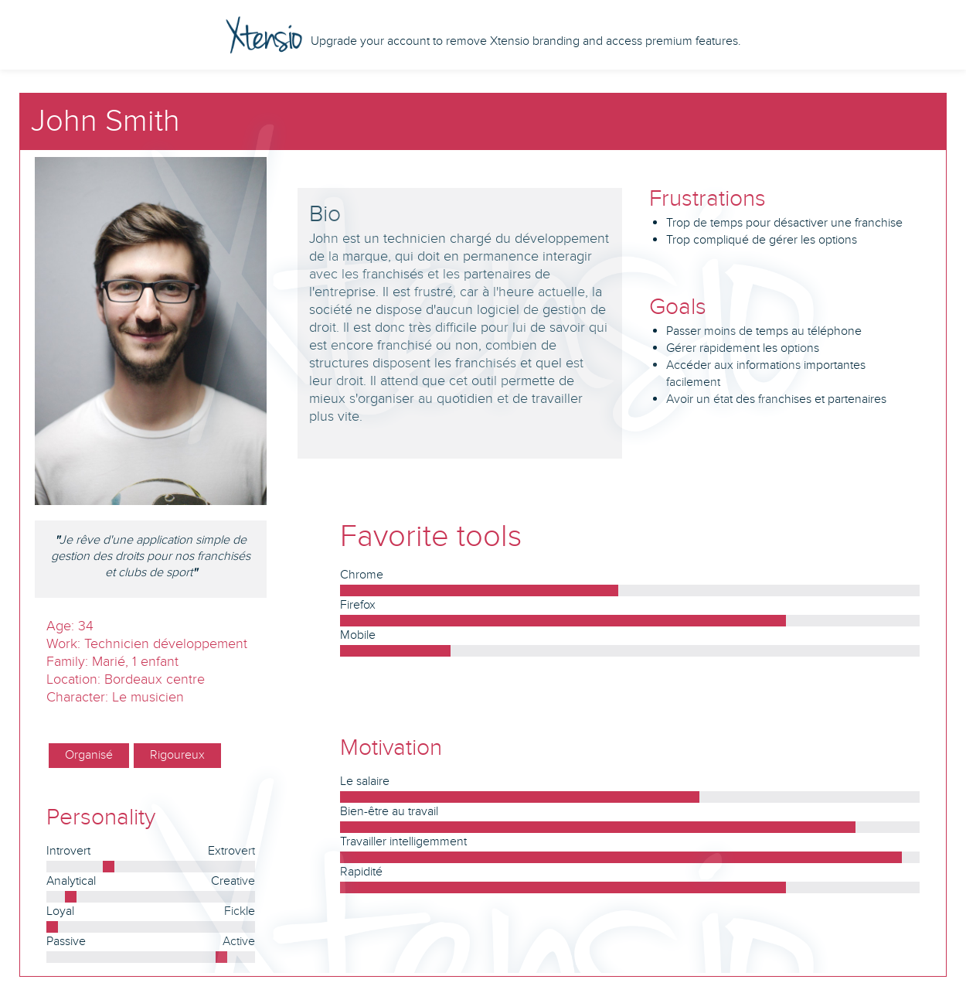 Xtensio Upgrade your account to remove Xtensio branding and access premium features.
John Smith
Bio
John est un technicien chargé du développement
de la marque, qui doit en permanence interagir
avec les franchisés et les partenaires de
l'entreprise. Il est frustré, car à l'heure actuelle, la
société ne dispose d'aucun logiciel de gestion de
droit. Il est donc très difficile pour lui de savoir qui
est encore franchisé ou non, combien de
structures disposent les franchisés et quel est
leur droit. Il attend que cet outil permette de
mieux s'organiser au quotidien et de travailler
plus vite.
Frustrations
Trop de temps pour désactiver une franchise
Trop compliqué de gérer les options
Goals
Passer moins de temps au téléphone
Gérer rapidement les options
Accéder aux informations importantes
facilement
Avoir un état des franchises et partenaires
"Je rêve d'une application simple de
gestion des droits pour nos franchisés
et clubs de sport"
Age: 34
Work: Technicien développement
Family: Marié, 1 enfant
Location: Bordeaux centre
Character: Le musicien
Organisé Rigoureux
Personality
Introvert Extrovert
Analytical Creative
Loyal Fickle
Passive Active
Favorite tools
Chrome
Firefox
Mobile
Motivation
Le salaire
Bien-être au travail
Travailler intelligemment
Rapidité
Xtensio
Xtensio